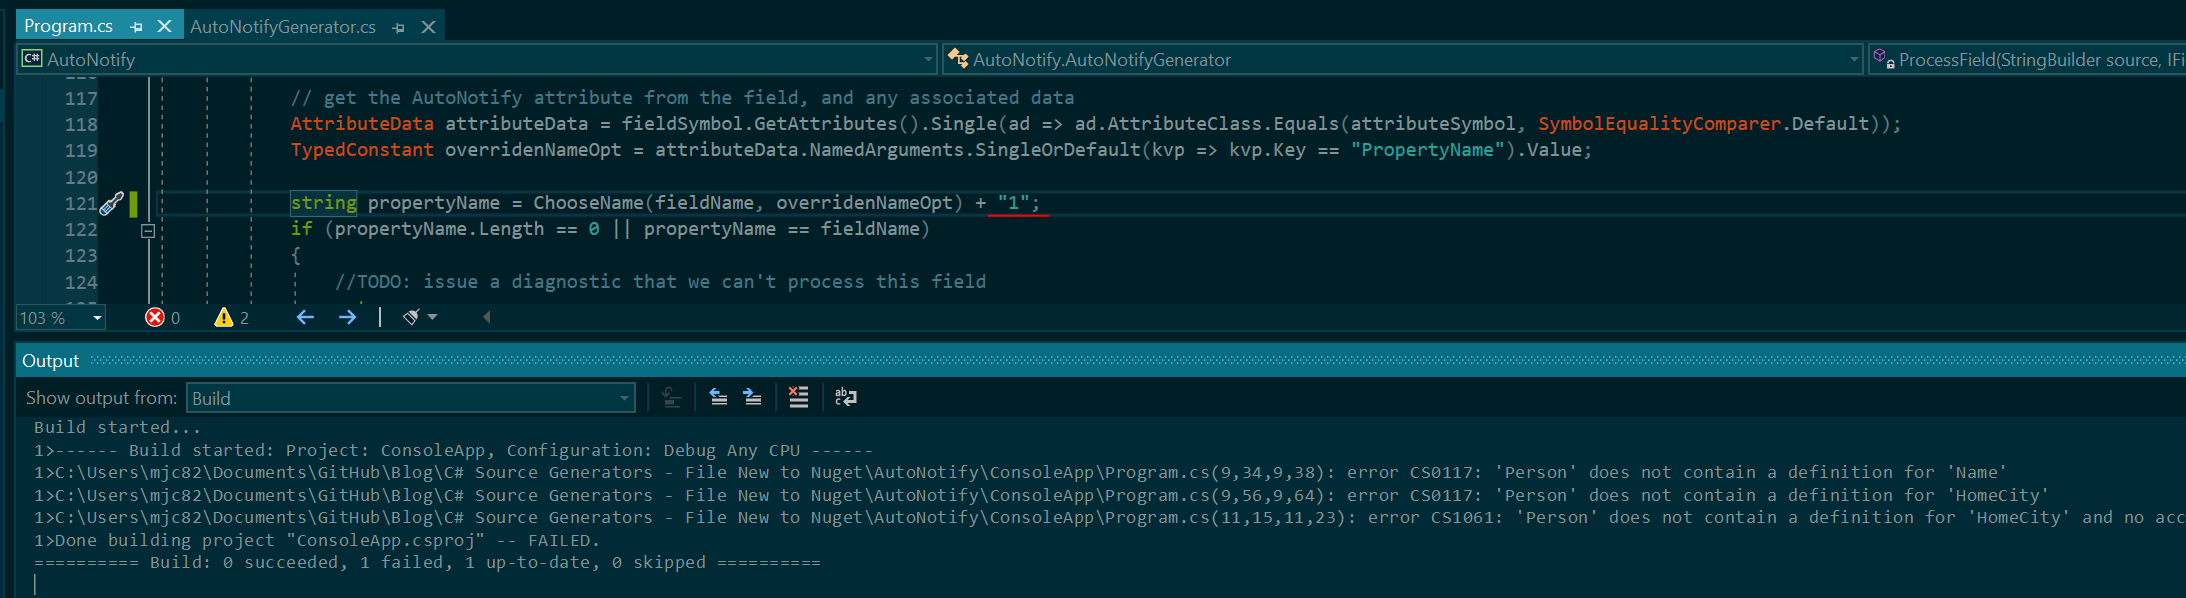 Program.cs AutoNotifyGenerator.cs
C# AutoNotify AutoNotify.AutoNotifyGenerator ProcessField(StringBuilder source, IFi
117 // get the AutoNotify attribute from the field, and any associated data
118 AttributeData attributeData = fieldSymbol.GetAttributes().Single(ad => ad.AttributeClass.Equals(attributeSymbol, SymbolEqualityComparer.Default));
119 TypedConstant overridenNameOpt = attributeData.NamedArguments.SingleOrDefault(kvp => kvp.Key == "PropertyName").Value;
120
121 string propertyName = ChooseName(fieldName, overridenNameOpt) + "1";
122 if (propertyName.Length == 0 || propertyName == fieldName)
123 {
124 //TODO: issue a diagnostic that we can't process this field
103 % 0 2
Output
Show output from: Build
Build started...
1>------ Build started: Project: ConsoleApp, Configuration: Debug Any CPU ------
1>C:\Users\mjc82\Documents\GitHub\Blog\C# Source Generators - File New to Nuget\AutoNotify\ConsoleApp\Program.cs(9,34,9,38): error CS0117: 'Person' does not contain a definition for 'Name'
1>C:\Users\mjc82\Documents\GitHub\Blog\C# Source Generators - File New to Nuget\AutoNotify\ConsoleApp\Program.cs(9,56,9,64): error CS0117: 'Person' does not contain a definition for 'HomeCity'
1>C:\Users\mjc82\Documents\GitHub\Blog\C# Source Generators - File New to Nuget\AutoNotify\ConsoleApp\Program.cs(11,15,11,23): error CS1061: 'Person' does not contain a definition for 'HomeCity' and no acc
1>Done building project "ConsoleApp.csproj" -- FAILED.
========== Build: 0 succeeded, 1 failed, 1 up-to-date, 0 skipped ==========